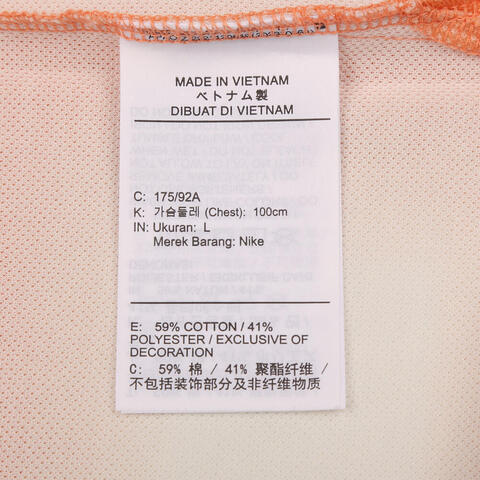 MADE IN VIETNAM
ベトナム製
DIBUAT DI VIETNAM
C: 175/92A
K: 가슴둘레 (Chest): 100cm
IN: Ukuran: L
Merek Barang: Nike
E: 59% COTTON / 41%
POLYESTER / EXCLUSIVE OF
DECORATION
C: 59% 棉 / 41% 聚酯纤维 /
不包括装饰部分及非纤维物质